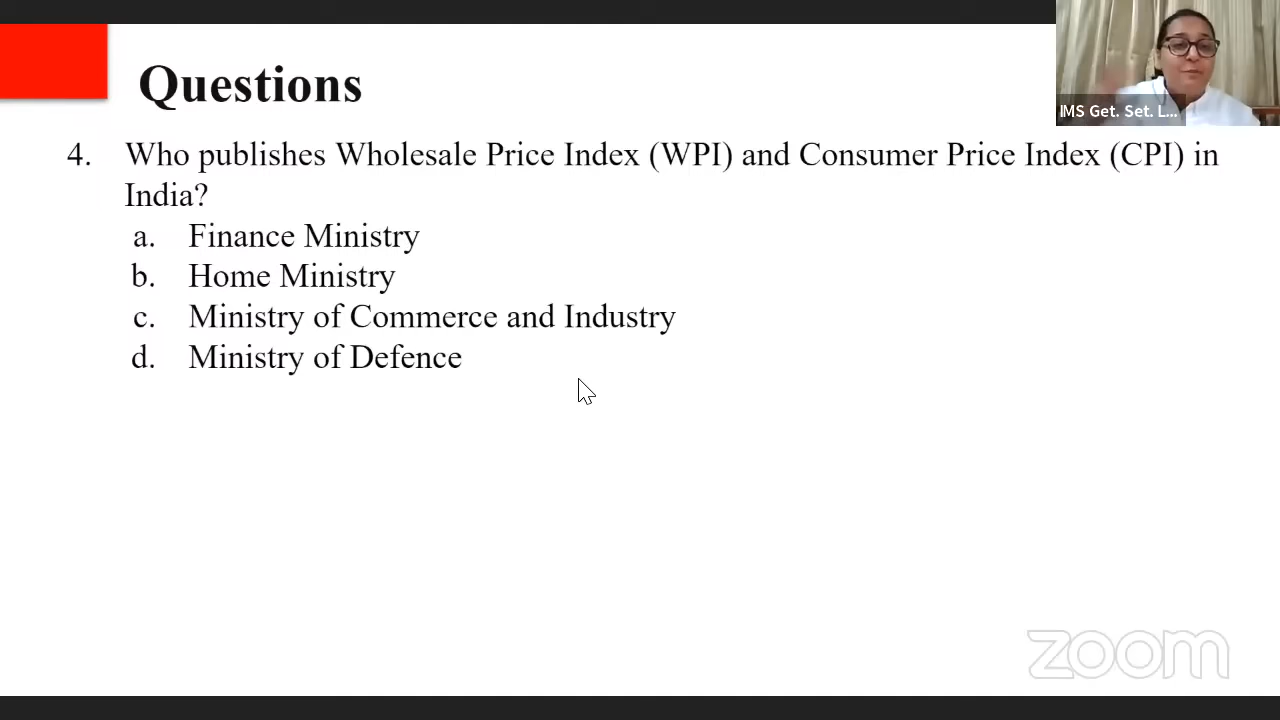 Questions
IMS Get. Set. L...
4. Who publishes Wholesale Price Index (WPI) and Consumer Price Index (CPI) in
India?
a. Finance Ministry
b. Home Ministry
c. Ministry of Commerce and Industry
d. Ministry of Defence
zoom